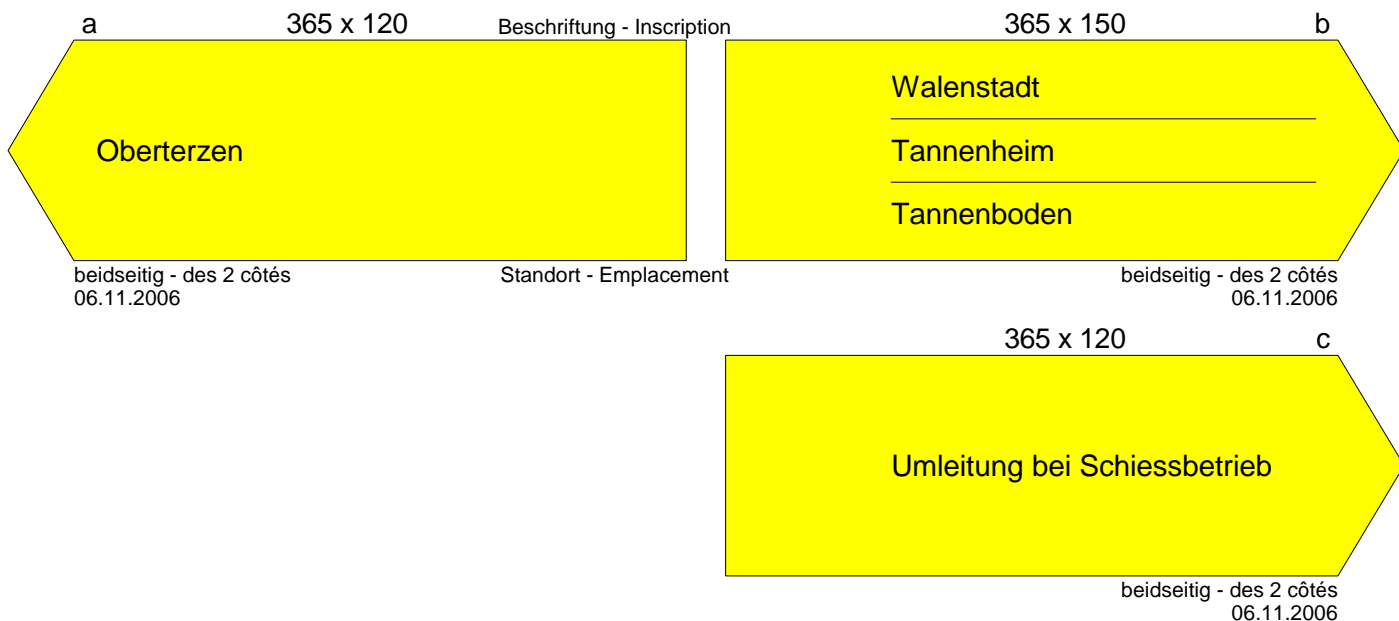 a 365 x 120 Beschriftung - Inscription 365 x 150 b
Oberterzen
Walenstadt
Tannenheim
Tannenboden
beidseitig - des 2 côtés
06.11.2006
Standort - Emplacement
beidseitig - des 2 côtés
06.11.2006
365 x 120 c
Umleitung bei Schiessbetrieb
beidseitig - des 2 côtés
06.11.2006